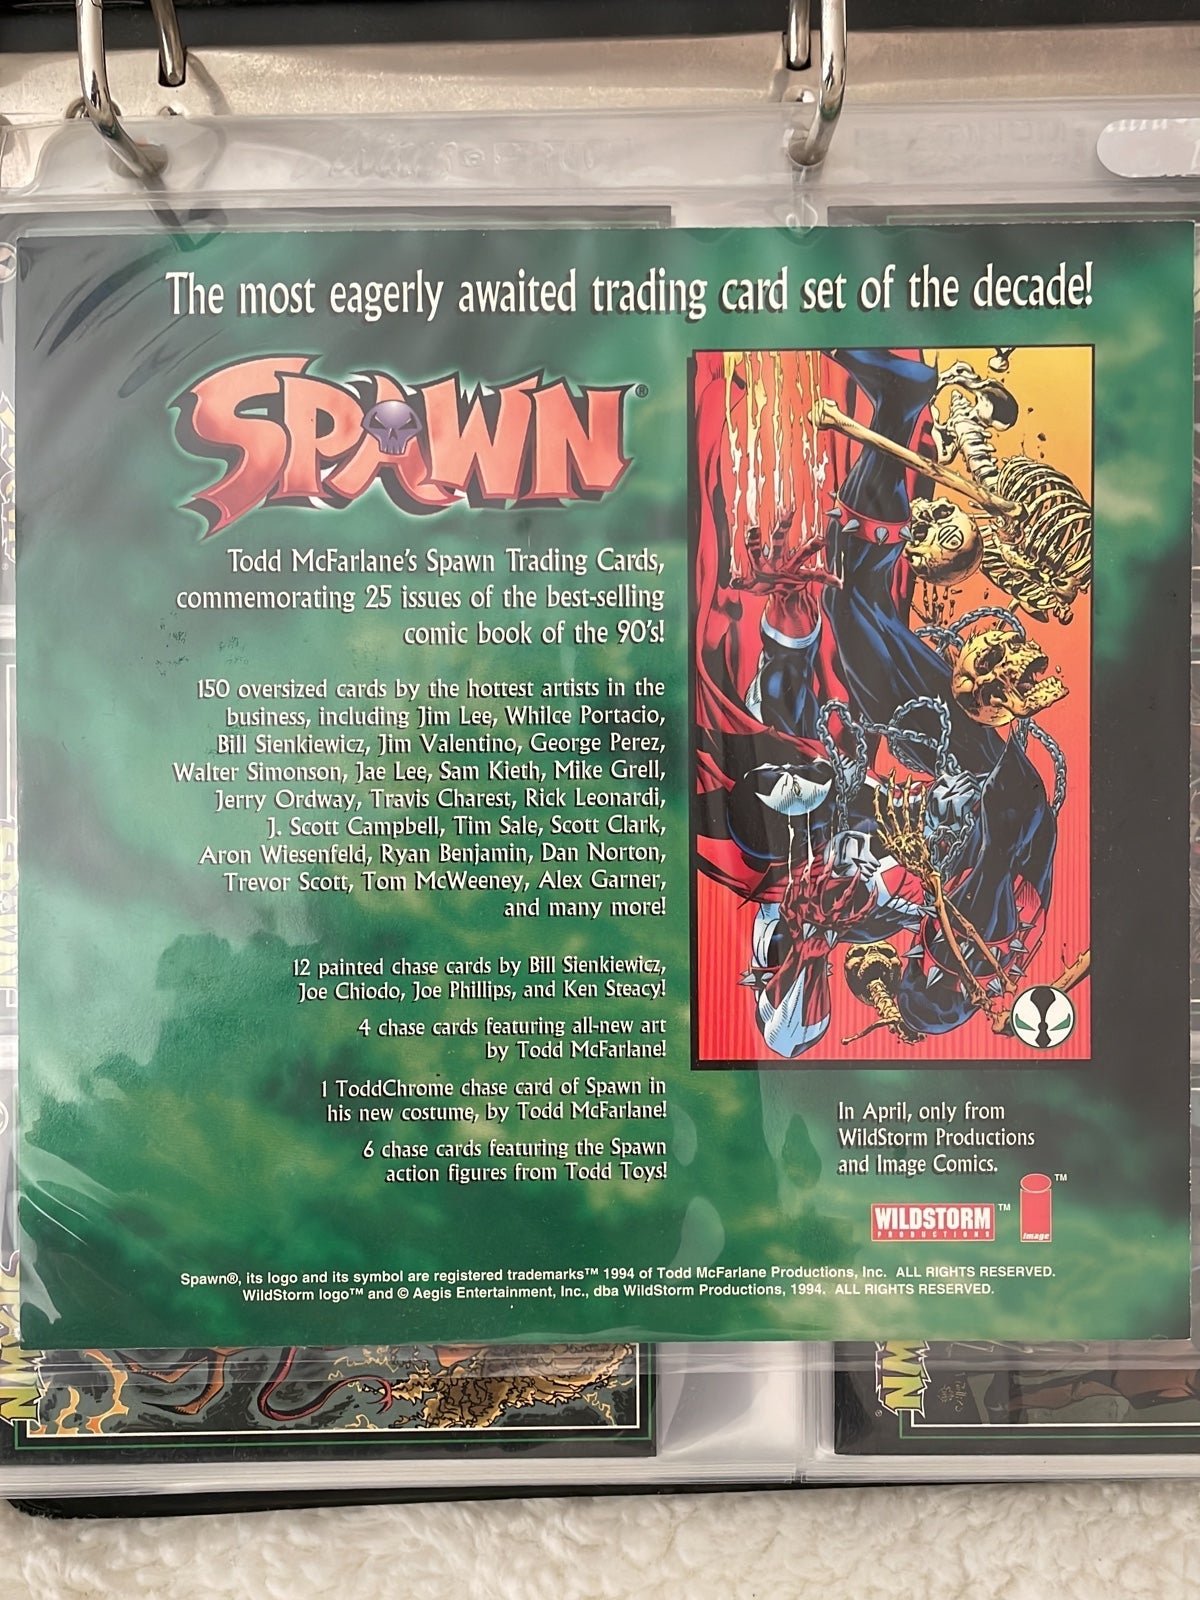 The most eagerly awaited trading card set of the decade!
SPAWN®
Todd McFarlane's Spawn Trading Cards,
commemorating 25 issues of the best-selling
comic book of the 90's!
150 oversized cards by the hottest artists in the
business, including Jim Lee, Whilce Portacio,
Bill Sienkiewicz, Jim Valentino, George Perez,
Walter Simonson, Jae Lee, Sam Kieth, Mike Grell,
Jerry Ordway, Travis Charest, Rick Leonardi,
J. Scott Campbell, Tim Sale, Scott Clark,
Aron Wiesenfeld, Ryan Benjamin, Dan Norton,
Trevor Scott, Tom McWeeney, Alex Garner,
and many more!
12 painted chase cards by Bill Sienkiewicz,
Joe Chiodo, Joe Phillips, and Ken Steacy!
4 chase cards featuring all-new art
by Todd McFarlane!
1 ToddChrome chase card of Spawn in
his new costume, by Todd McFarlane!
6 chase cards featuring the Spawn
action figures from Todd Toys!
In April, only from
WildStorm Productions
and Image Comics.
WILDSTORM™
PRODUCTIONS
TM
Image
Spawn®, its logo and its symbol are registered trademarks™ 1994 of Todd McFarlane Productions, Inc. ALL RIGHTS RESERVED.
WildStorm logo™ and © Aegis Entertainment, Inc., dba WildStorm Productions, 1994. ALL RIGHTS RESERVED.